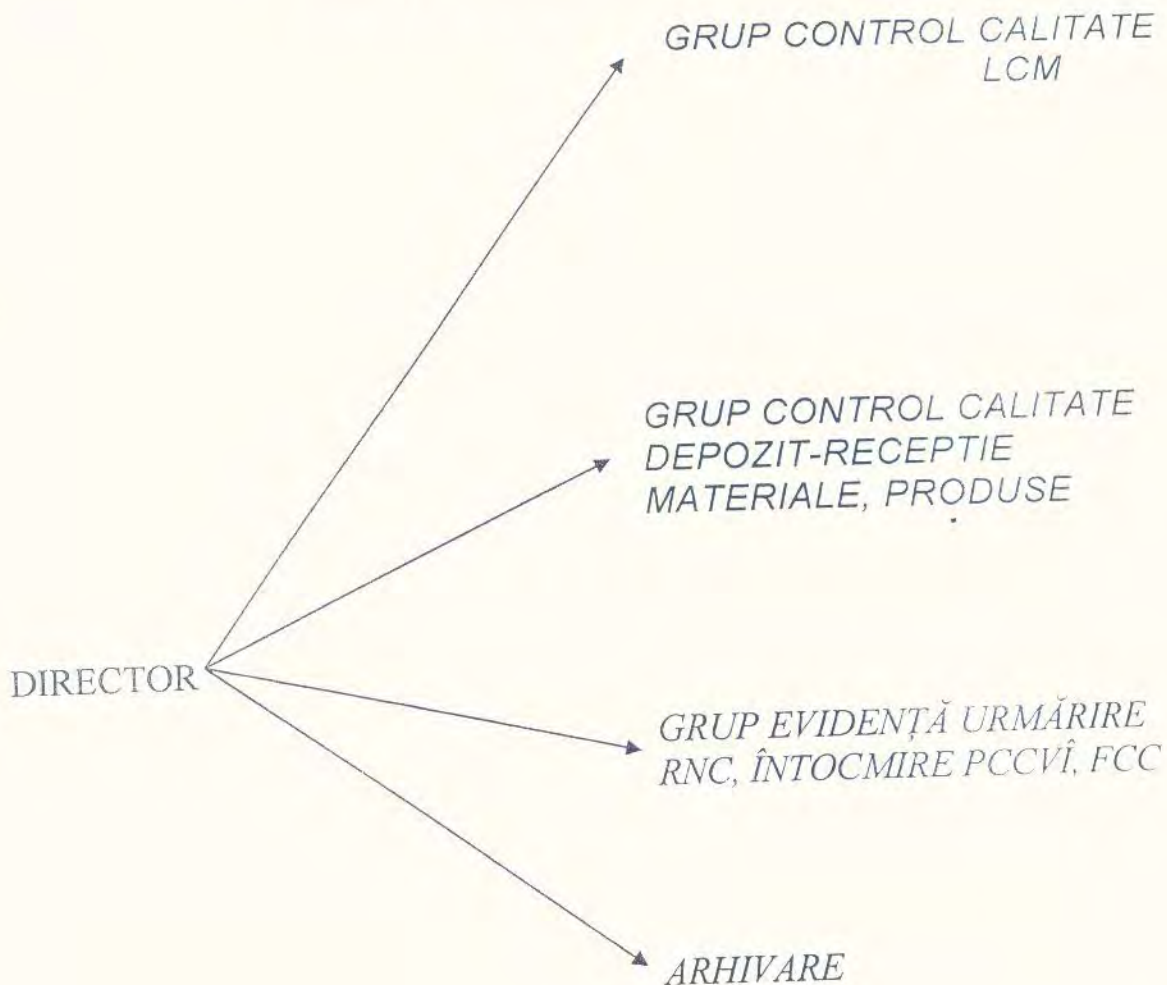 GRUP CONTROL CALITATE
LCM
GRUP CONTROL CALITATE
DEPOZIT-RECEPTIE
MATERIALE, PRODUSE
DIRECTOR
GRUP EVIDENȚĂ URMĂRIRE
RNC, ÎNTOCMIRE PCCVÎ, FCC
ARHIVARE